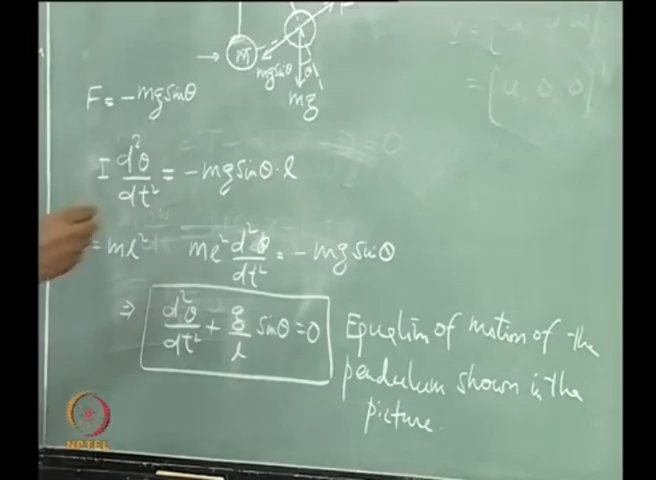 F
m
mg sinθ θ
mg
F = -mg sinθ
I d²θ/dt² = -mg sinθ · l
= ml² ml² d²θ/dt² = -mg sinθ
⇒ d²θ/dt² + g/l sinθ = 0
Equation of motion of the
pendulum shown in the
picture.
NPTEL